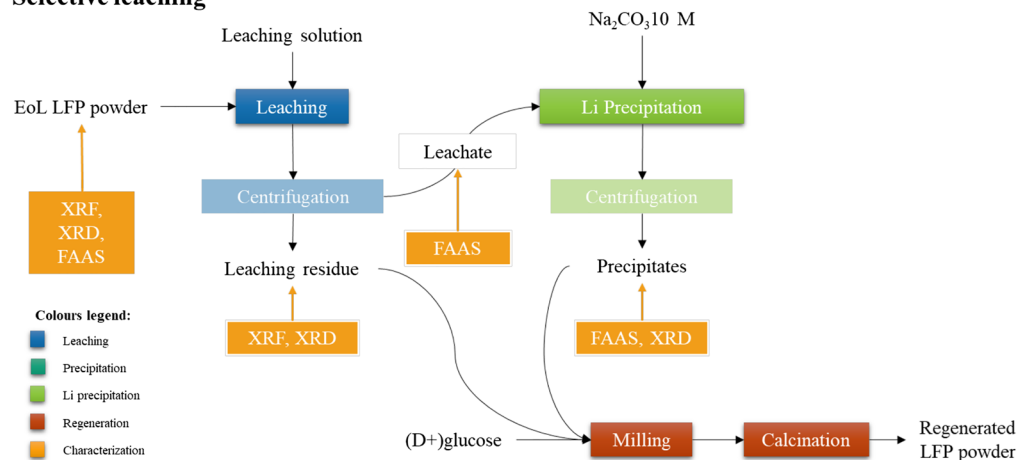 Selective leaching
Leaching solution
Na₂CO₃10 M
EoL LFP powder
Leaching
Li Precipitation
Leachate
Centrifugation
Centrifugation
XRF,
XRD,
FAAS
FAAS
Leaching residue
Precipitates
XRF, XRD
FAAS, XRD
Colours legend:
Leaching
Precipitation
Li precipitation
Regeneration
Characterization
(D+)glucose
Milling
Calcination
Regenerated
LFP powder